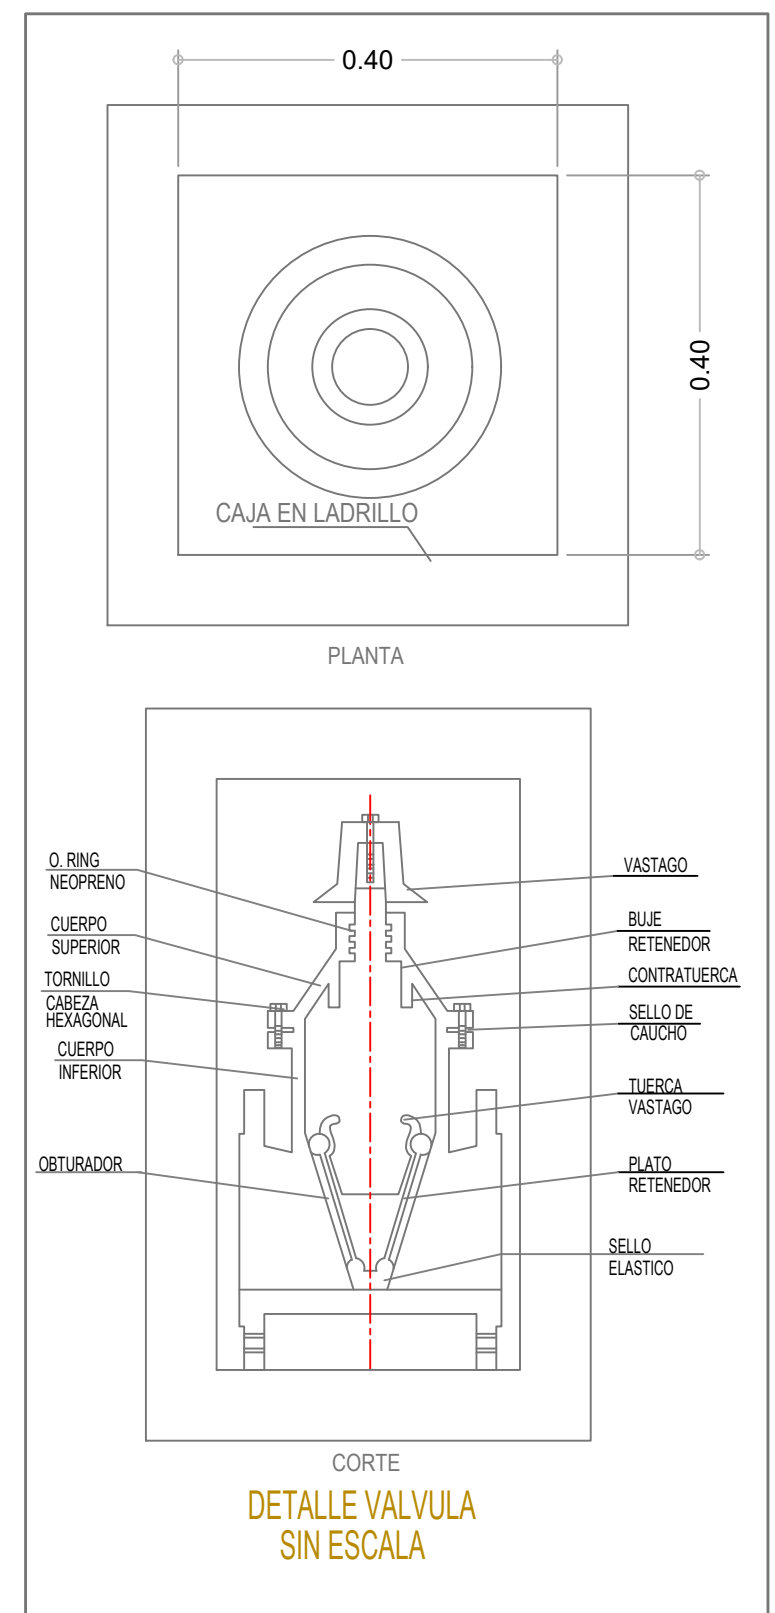 0.40
0.40
CAJA EN LADRILLO
PLANTA
O. RING
NEOPRENO
CUERPO
SUPERIOR
TORNILLO
CABEZA
HEXAGONAL
CUERPO
INFERIOR
OBTURADOR
VASTAGO
BUJE
RETENEDOR
CONTRATUERCA
SELLO DE
CAUCHO
TUERCA
VASTAGO
PLATO
RETENEDOR
SELLO
ELASTICO
CORTE
DETALLE VALVULA
SIN ESCALA